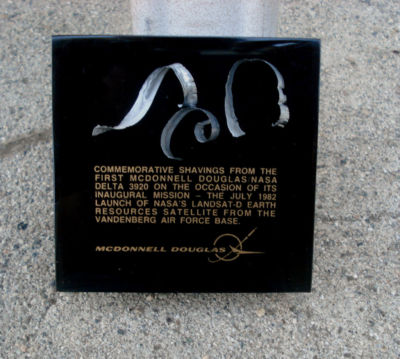 COMMEMORATIVE SHAVINGS FROM THE
FIRST MCDONNELL DOUGLAS NASA
DELTA 3920 ON THE OCCASION OF ITS
INAUGURAL MISSION – THE JULY 1982
LAUNCH OF NASA'S LANDSAT-D EARTH
RESOURCES SATELLITE FROM THE
VANDENBERG AIR FORCE BASE.
MCDONNELL DOUGLAS